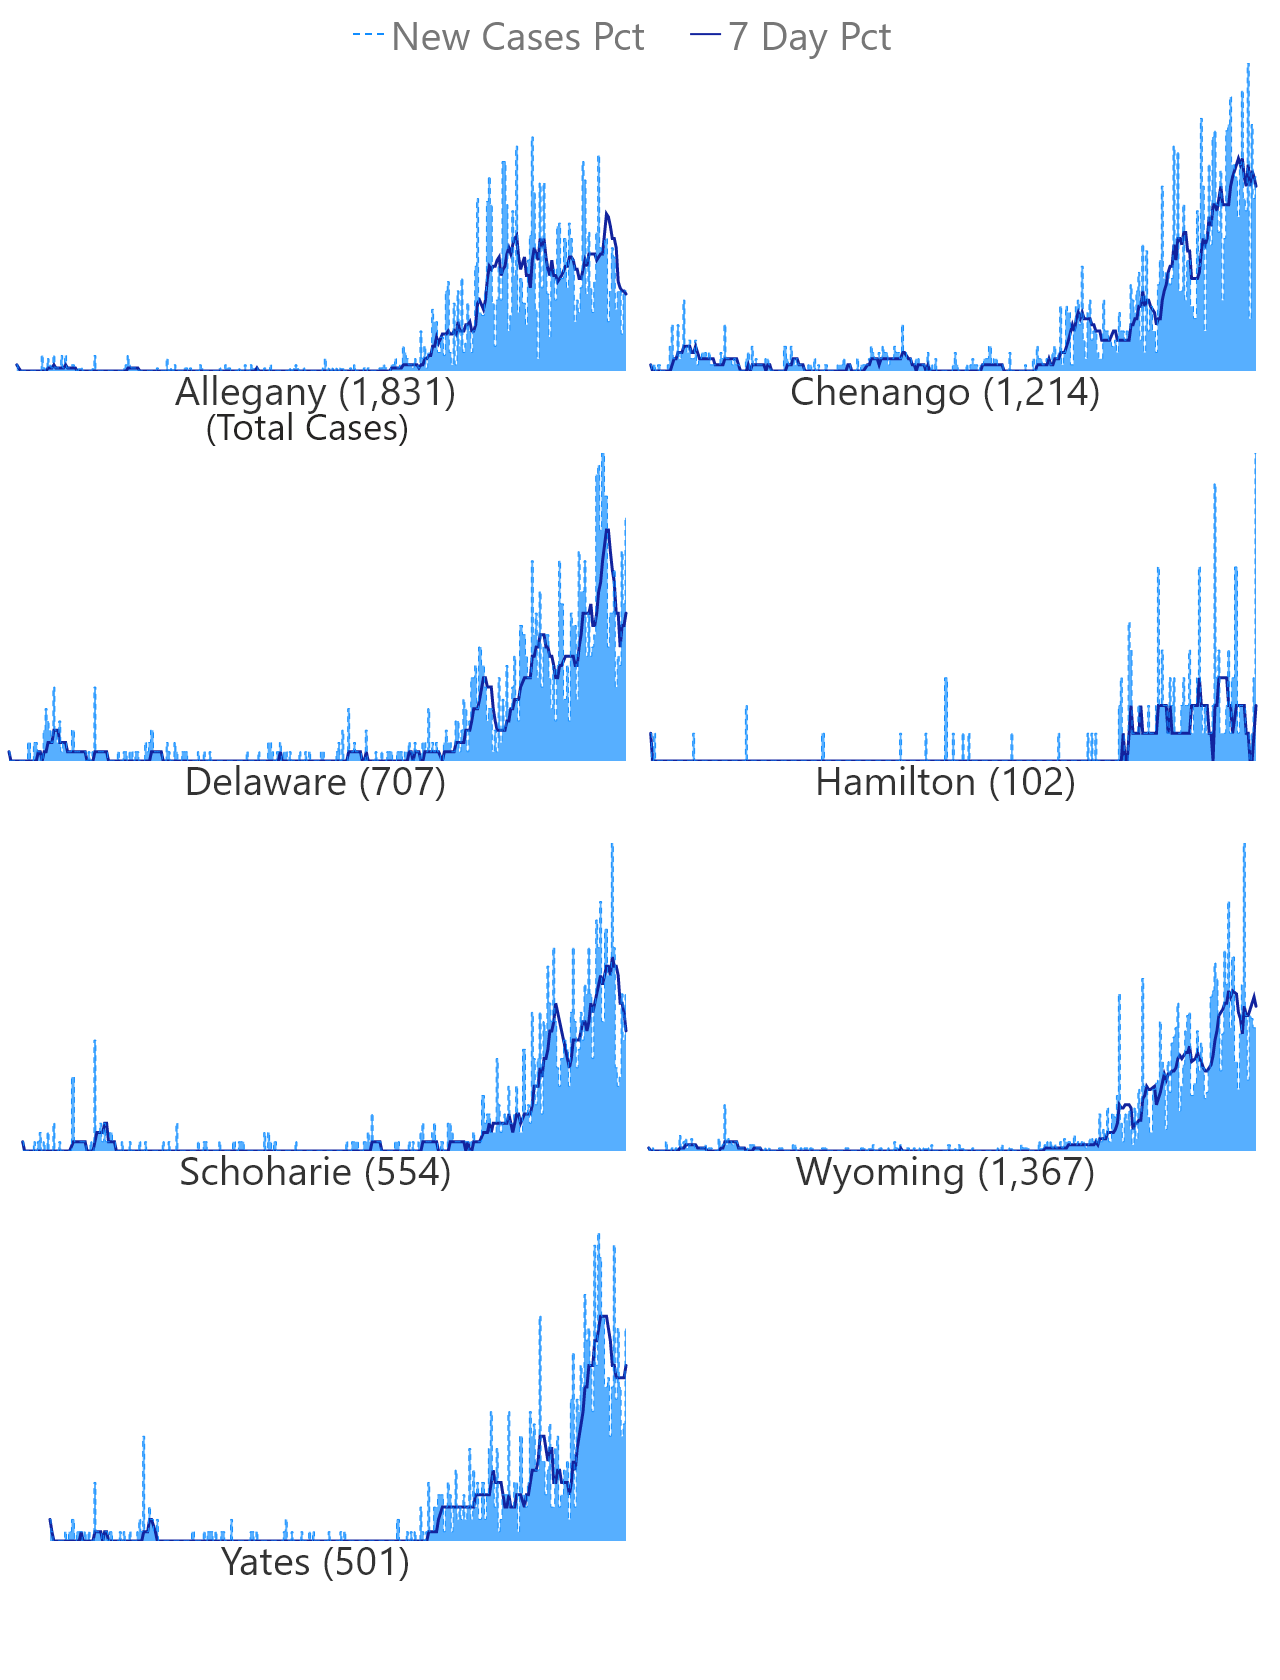 New Cases Pct 7 Day Pct
Allegany (1,831) Chenango (1,214)
(Total Cases)
Delaware (707) Hamilton (102)
Schoharie (554) Wyoming (1,367)
Yates (501)